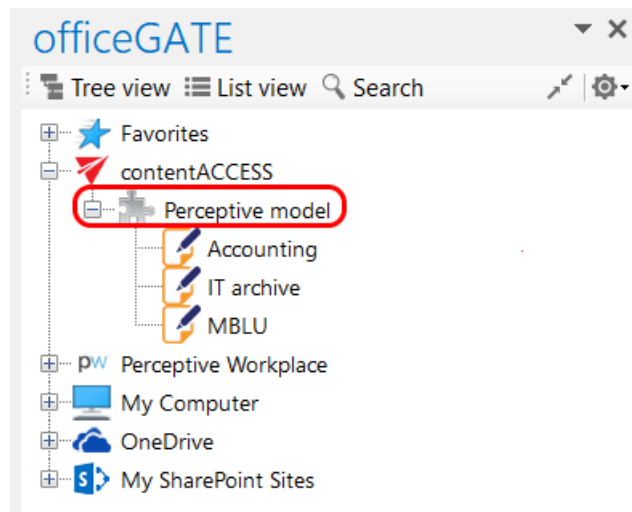 officeGATE
Tree view List view Search
Favorites
contentACCESS
Perceptive model
Accounting
IT archive
MBLU
pw Perceptive Workplace
My Computer
OneDrive
S My SharePoint Sites